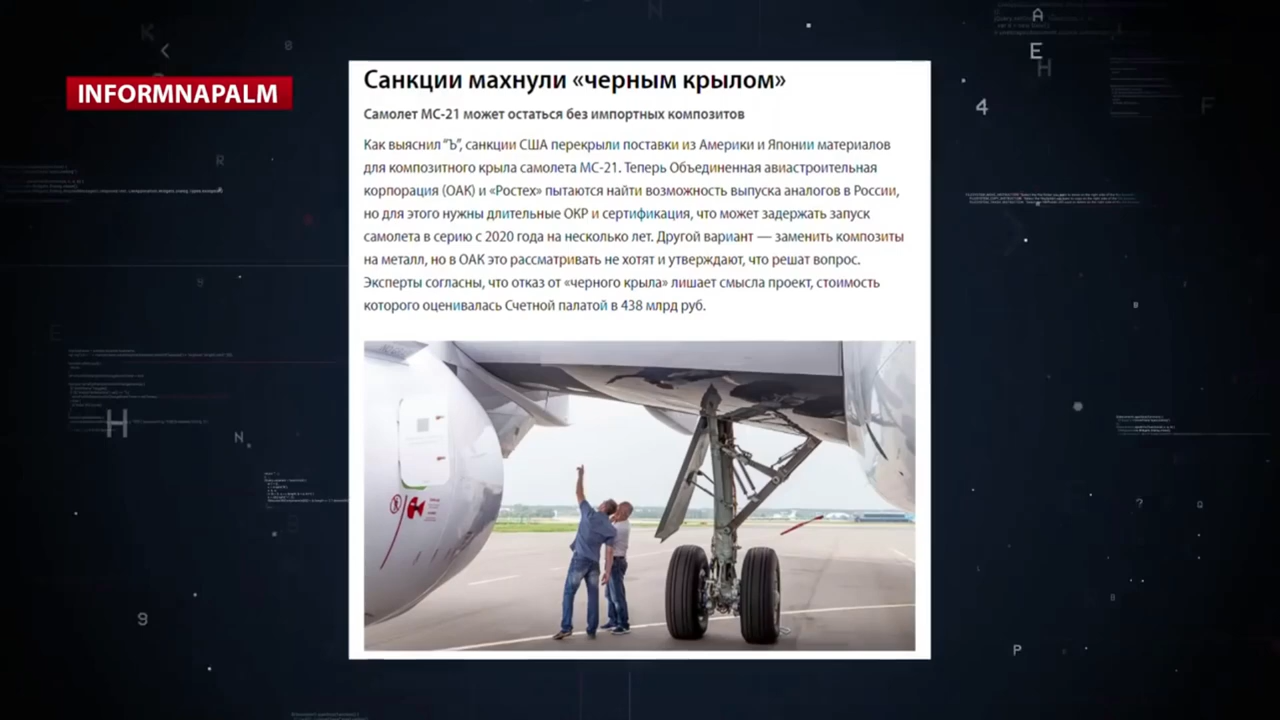 INFORMNAPALM
Санкции махнули «черным крылом»
Самолет МС-21 может остаться без импортных композитов
Как выяснил “Ъ”, санкции США перекрыли поставки из Америки и Японии материалов
для композитного крыла самолета МС-21. Теперь Объединенная авиастроительная
корпорация (ОАК) и «Ростех» пытаются найти возможность выпуска аналогов в России,
но для этого нужны длительные ОКР и сертификация, что может задержать запуск
самолета в серию с 2020 года на несколько лет. Другой вариант — заменить композиты
на металл, но в ОАК это рассматривать не хотят и утверждают, что решат вопрос.
Эксперты согласны, что отказ от «черного крыла» лишает смысла проект, стоимость
которого оценивалась Счетной палатой в 438 млрд руб.